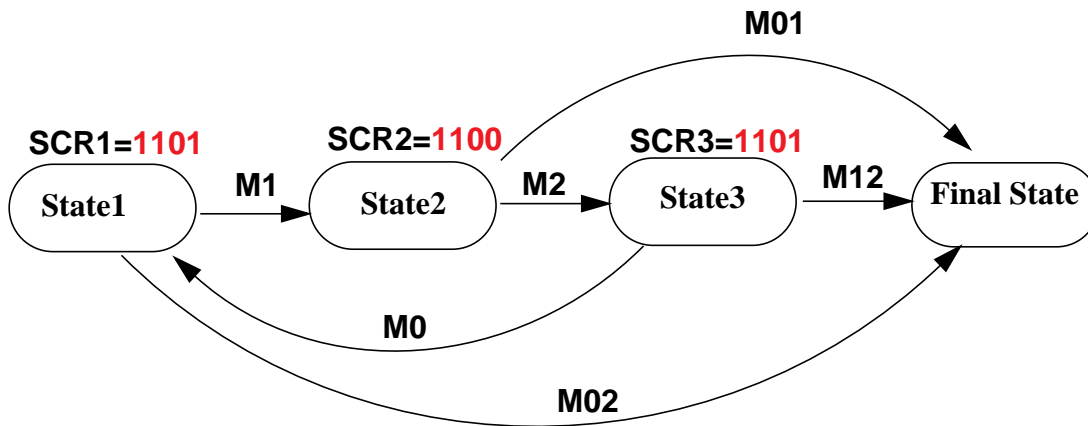 M01
SCR1=1101
SCR2=1100
SCR3=1101
State1
M1
State2
M2
State3
M12
Final State
M0
M02